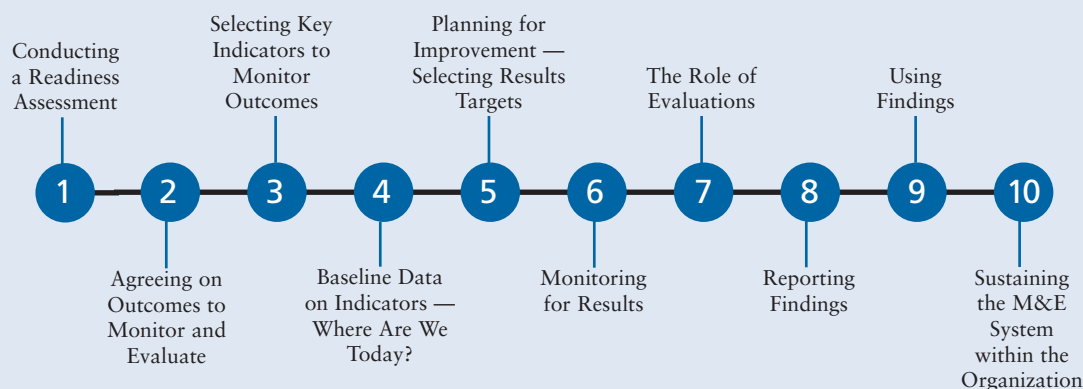 Conducting
a Readiness
Assessment
1
2
Agreeing on
Outcomes to
Monitor and
Evaluate
Selecting Key
Indicators to
Monitor
Outcomes
3
4
Baseline Data
on Indicators —
Where Are We
Today?
Planning for
Improvement —
Selecting Results
Targets
5
6
Monitoring
for Results
The Role of
Evaluations
7
8
Reporting
Findings
Using
Findings
9
10
Sustaining
the M&E
System
within the
Organization